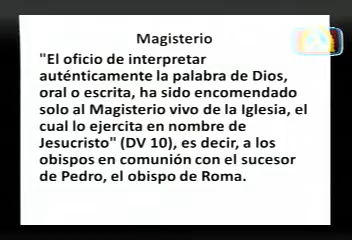 Magisterio
"El oficio de interpretar
auténticamente la palabra de Dios,
oral o escrita, ha sido encomendado
solo al Magisterio vivo de la Iglesia, el
cual lo ejercita en nombre de
Jesucristo" (DV 10), es decir, a los
obispos en comunión con el sucesor
de Pedro, el obispo de Roma.